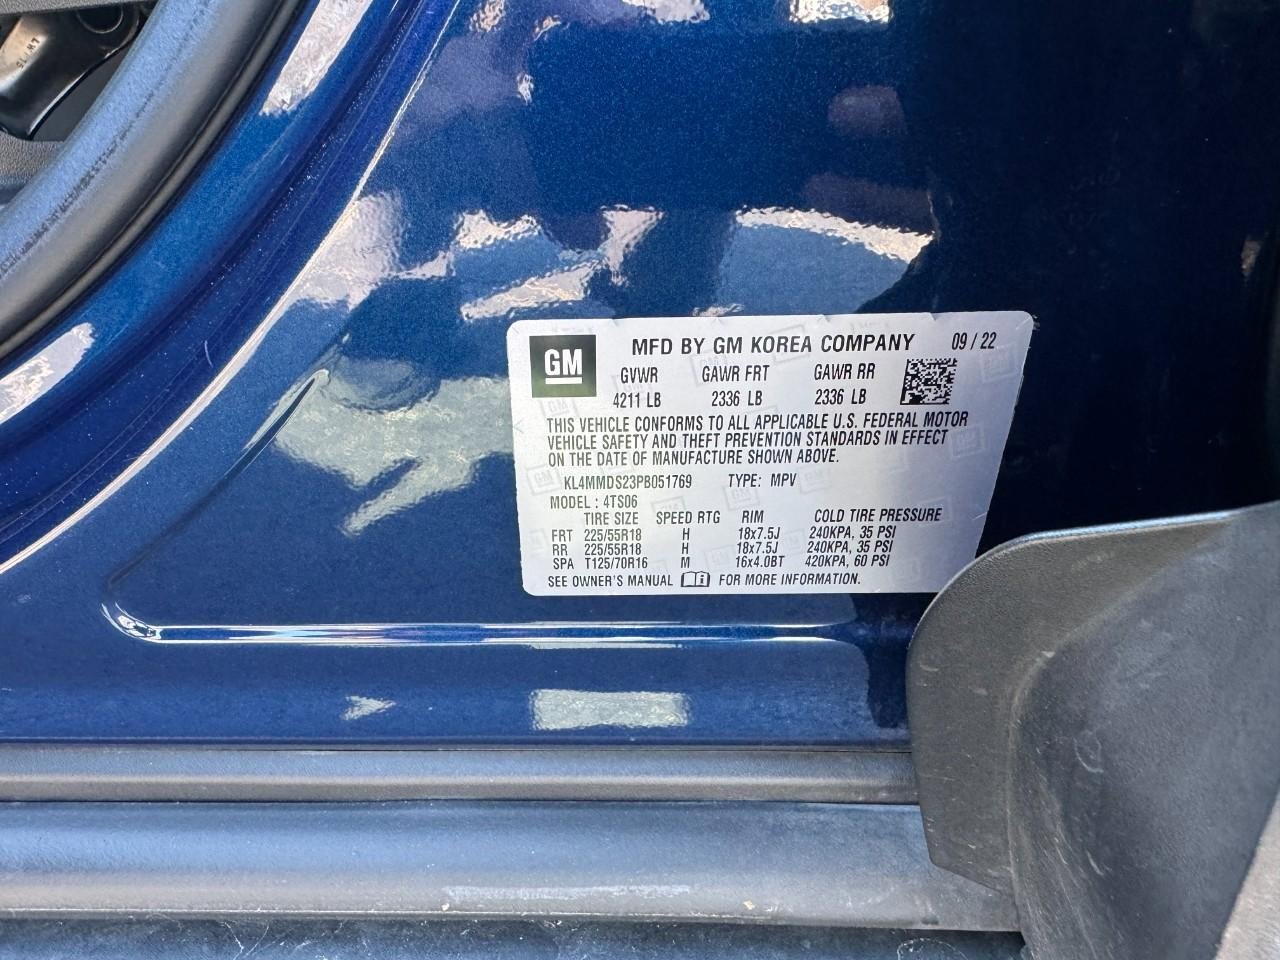 GM
MFD BY GM KOREA COMPANY 09 / 22
GVWR GAWR FRT GAWR RR
4211 LB 2336 LB 2336 LB
THIS VEHICLE CONFORMS TO ALL APPLICABLE U.S. FEDERAL MOTOR
VEHICLE SAFETY AND THEFT PREVENTION STANDARDS IN EFFECT
ON THE DATE OF MANUFACTURE SHOWN ABOVE.
KL4MMDS23PB051769 TYPE: MPV
MODEL : 4TS06
TIRE SIZE SPEED RTG RIM COLD TIRE PRESSURE
FRT 225/55R18 H 18x7.5J 240KPA, 35 PSI
RR 225/55R18 H 18x7.5J 240KPA, 35 PSI
SPA T125/70R16 M 16x4.0BT 420KPA, 60 PSI
SEE OWNER'S MANUAL FOR MORE INFORMATION.